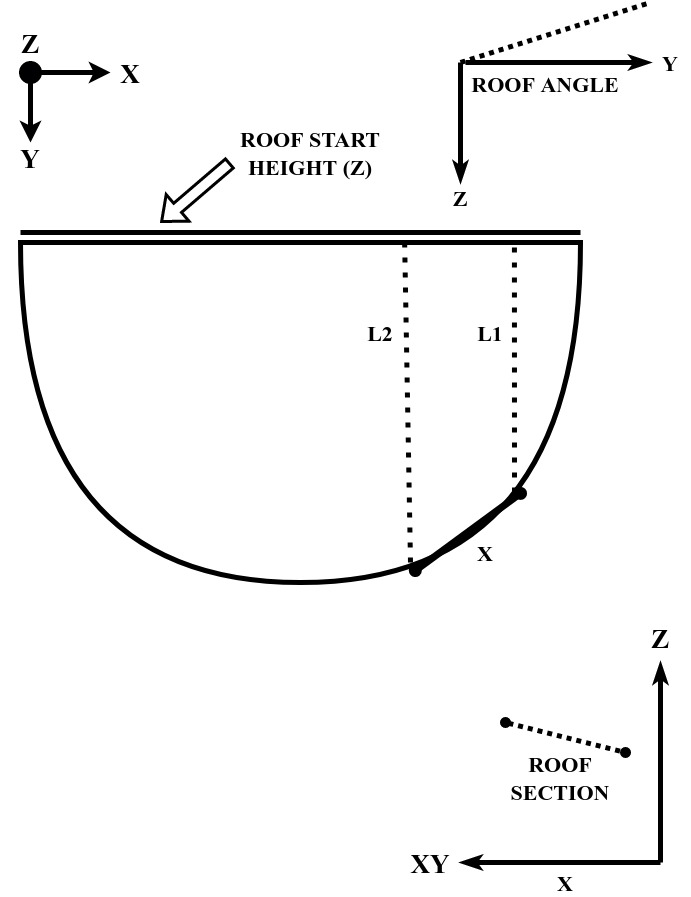 Z
X
Y
Y
ROOF ANGLE
Z
ROOF START
HEIGHT (Z)
L2
L1
X
Z
ROOF
SECTION
XY
X